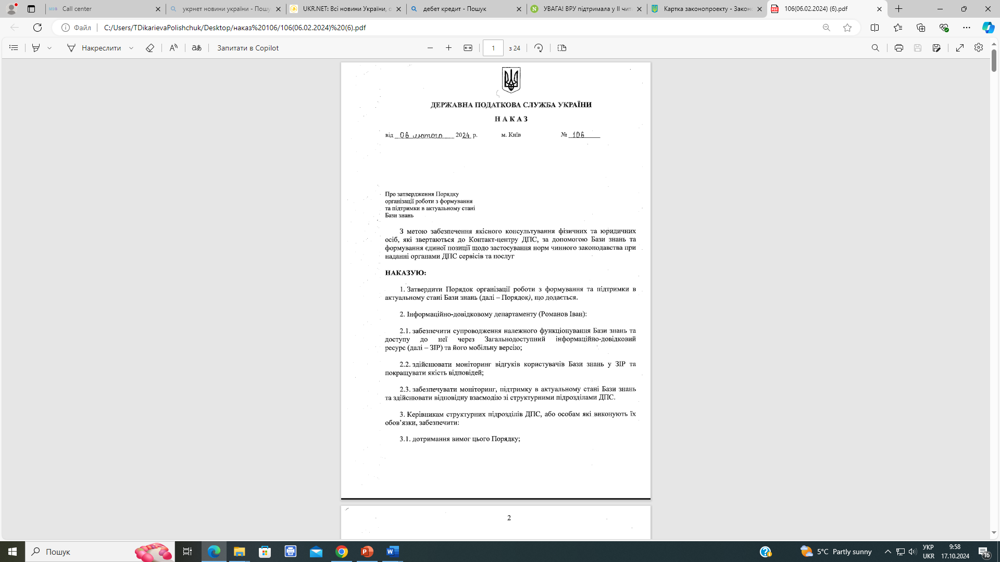 Call center
укрнет новини україни - Пошу
UKR.NET: Всі новини України, о
дебет кредит - Пошук
УВАГА! ВРУ підтримала у ІІ чит
Картка законопроекту - Закон
106(06.02.2024) (6).pdf
Файл
C:/Users/TDikarievaPolishchuk/Desktop/наказ%20106/106(06.02.2024)%20(6).pdf
Накреслити
Запитати в Copilot
1
з 24
ДЕРЖАВНА ПОДАТКОВА СЛУЖБА УКРАЇНИ
НАКАЗ
від 06 лютого 2024 р. м. Київ № 106
Про затвердження Порядку
організації роботи з формування
та підтримки в актуальному стані
Бази знань
З метою забезпечення якісного консультування фізичних та юридичних
осіб, які звертаються до Контакт-центру ДПС, за допомогою Бази знань та
формування єдиної позиції щодо застосування норм чинного законодавства при
наданні органами ДПС сервісів та послуг
НАКАЗУЮ:
1. Затвердити Порядок організації роботи з формування та підтримки в
актуальному стані Бази знань (далі – Порядок), що додається.
2. Інформаційно-довідковому департаменту (Романов Іван):
2.1. забезпечити супроводження належного функціонування Бази знань та
доступу до неї через Загальнодоступний інформаційно-довідковий
ресурс (далі – ЗІР) та його мобільну версію;
2.2. здійснювати моніторинг відгуків користувачів Бази знань у ЗІР та
покращувати якість відповідей;
2.3. забезпечувати моніторинг, підтримку в актуальному стані Бази знань
та здійснювати відповідну взаємодію зі структурними підрозділами ДПС.
3. Керівникам структурних підрозділів ДПС, або особам які виконують їх
обов’язки, забезпечити:
3.1. дотримання вимог цього Порядку;
2
Пошук
5°C Partly sunny
УКР
UKR
9:58
17.10.2024
16